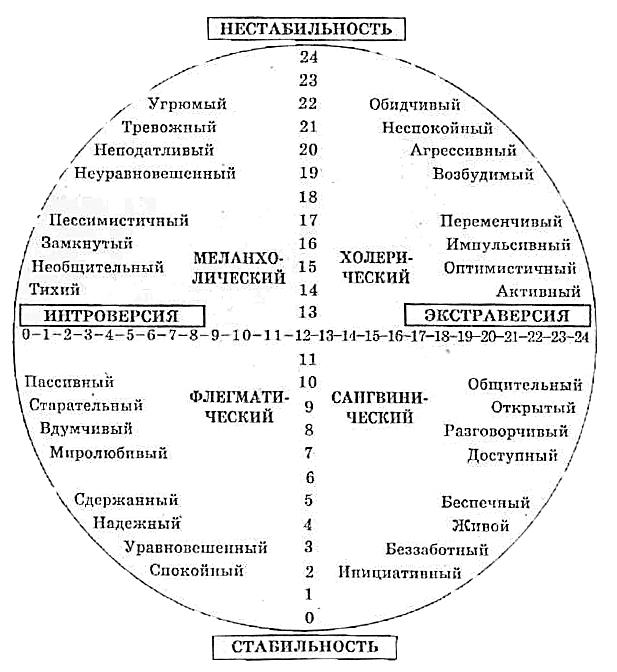 НЕСТАБИЛЬНОСТЬ
24
23
Угрюмый 22 Обидчивый
Тревожный 21 Неспокойный
Неподатливый 20 Агрессивный
Неуравновешенный 19 Возбудимый
18
Пессимистичный 17 Переменчивый
Замкнутый 16 Импульсивный
Необщительный МЕЛАНХО- 15 ХОЛЕРИ- Оптимистичный
Тихий ЛИЧЕСКИЙ 14 ЧЕСКИЙ Активный
ИНТРОВЕРСИЯ 13 ЭКСТРАВЕРСИЯ
0–1–2–3–4–5–6–7–8–9–10–11–12–13–14–15–16–17–18–19–20–21–22–23–24
11
Пассивный ФЛЕГМАТИ- 10 САНГВИНИ- Общительный
Старательный ЧЕСКИЙ 9 ЧЕСКИЙ Открытый
Вдумчивый 8 Разговорчивый
Миролюбивый 7 Доступный
6
Сдержанный 5 Беспечный
Надежный 4 Живой
Уравновешенный 3 Беззаботный
Спокойный 2 Инициативный
1
0
СТАБИЛЬНОСТЬ